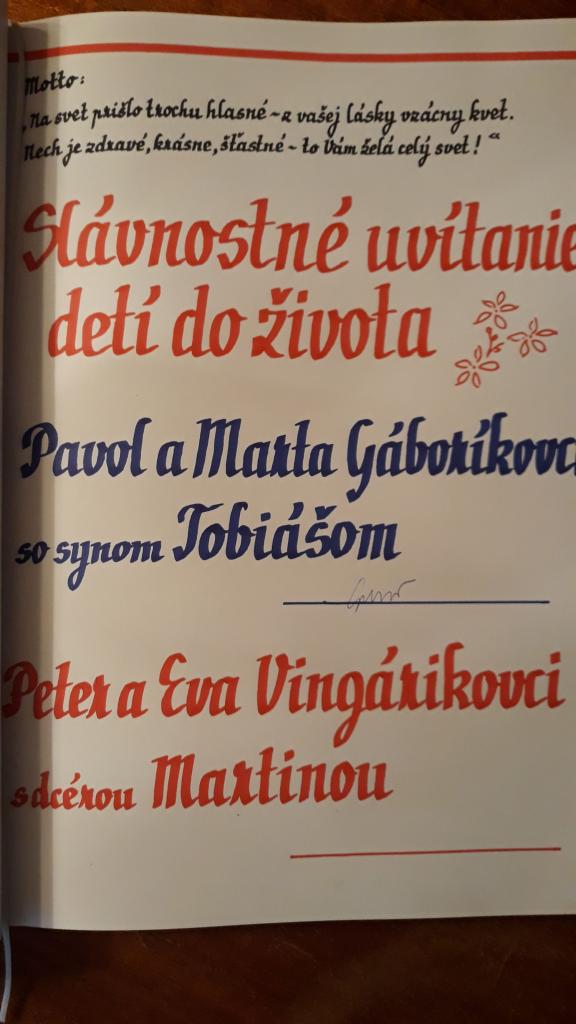 Motto:
„Na svet prišlo trochu hlasné - z vašej lásky vzácny kvet.
Nech je zdravé, krásne, šťastné - to Vám želá celý svet!“
Slávnostné uvítanie
detí do života
Pavol a Marta Gáboríkovc
so synom Tobiášom
Peter a Eva Vingárikovci
s dcérou Martinou